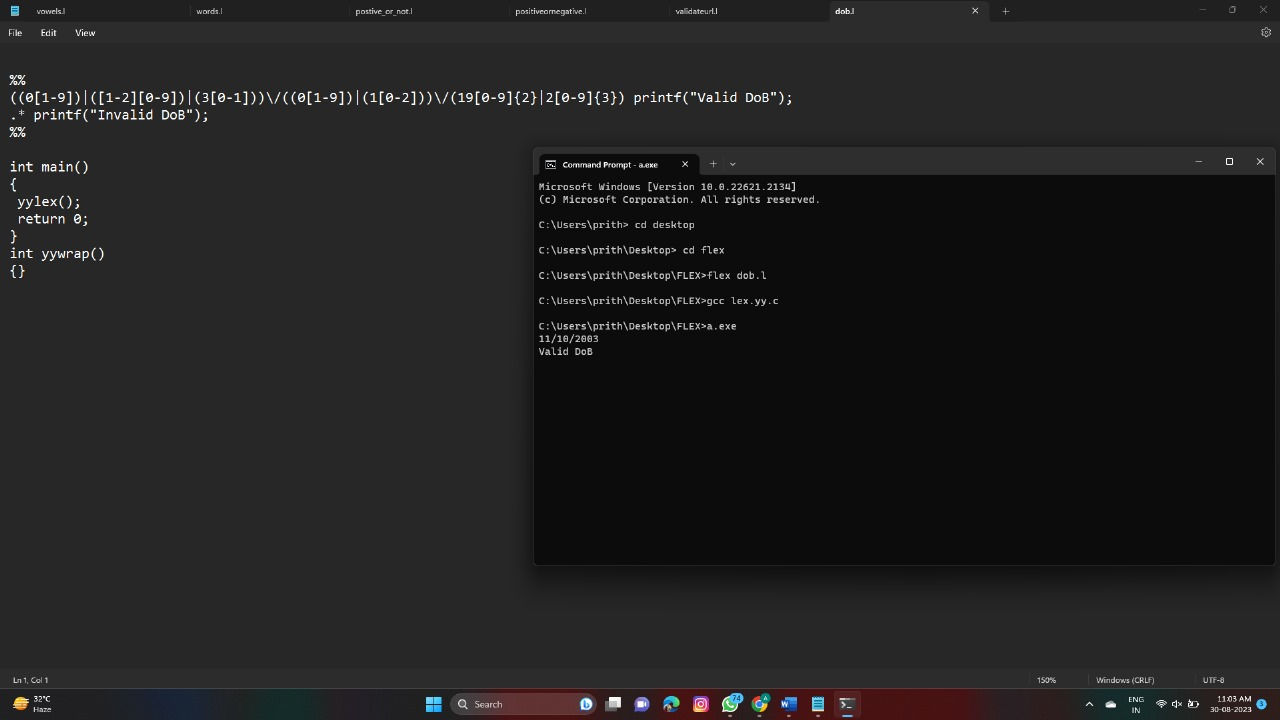 vowels.l
words.l
postive_or_not.l
positiveornegative.l
validateurl.l
dob.l
File
Edit
View
%%
((0[1-9])|([1-2][0-9])|(3[0-1]))\/((0[1-9])|(1[0-2]))\/(19[0-9]{2}|2[0-9]{3}) printf("Valid DoB");
.* printf("Invalid DoB");
%%
int main()
{
yylex();
return 0;
}
int yywrap()
{}
Command Prompt - a.exe
Microsoft Windows [Version 10.0.22621.2134]
(c) Microsoft Corporation. All rights reserved.
C:\Users\prith> cd desktop
C:\Users\prith\Desktop> cd flex
C:\Users\prith\Desktop\FLEX>flex dob.l
C:\Users\prith\Desktop\FLEX>gcc lex.yy.c
C:\Users\prith\Desktop\FLEX>a.exe
11/10/2003
Valid DoB
Ln 1, Col 1
150%
Windows (CRLF)
UTF-8
32°C
Haze
Search
74
A
ENG
IN
11:03 AM
30-08-2023
3